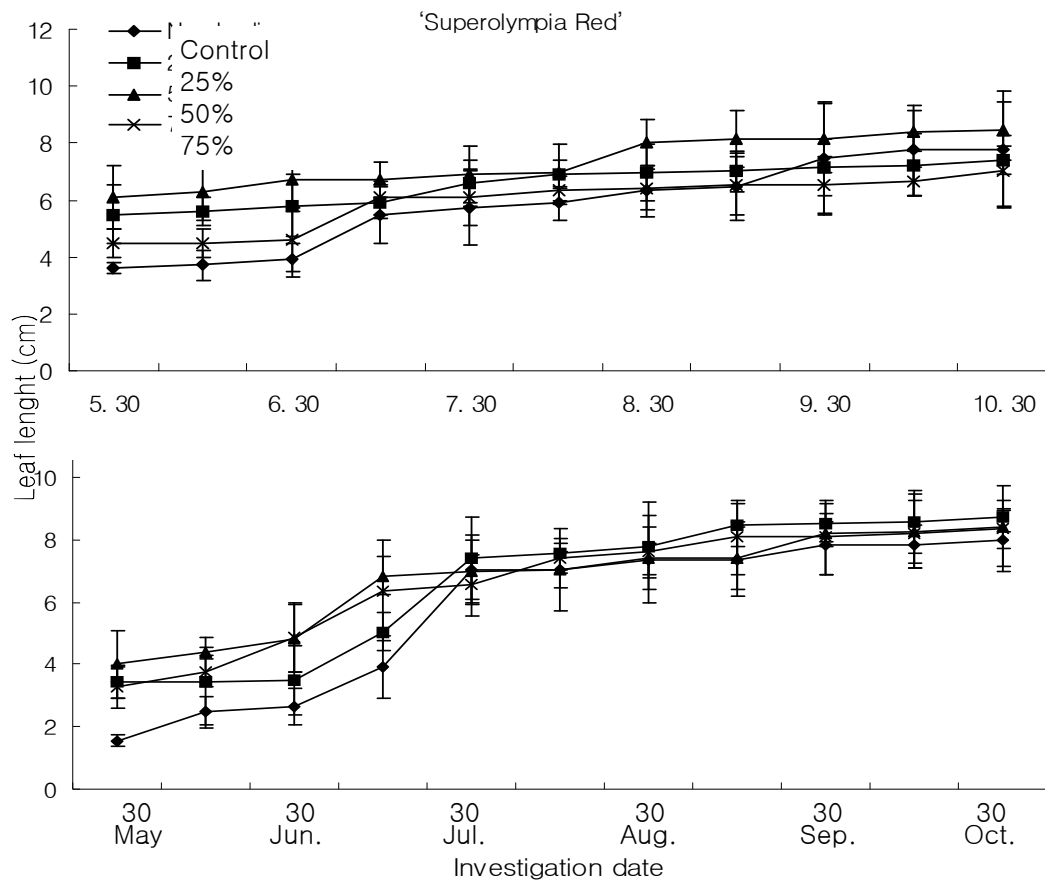 'Superolympia Red'
Control
25%
50%
75%
12
10
8
6
4
2
0
5. 30 6. 30 7. 30 8. 30 9. 30 10. 30
Leaf lenght (cm)
10
8
6
4
2
0
30 30 30 30 30 30
May Jun. Jul. Aug. Sep. Oct.
Investigation date